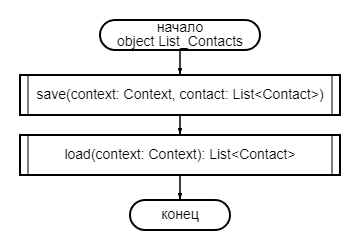 начало
object List_Contacts
save(context: Context, contact: List<Contact>)
load(context: Context): List<Contact>
конец